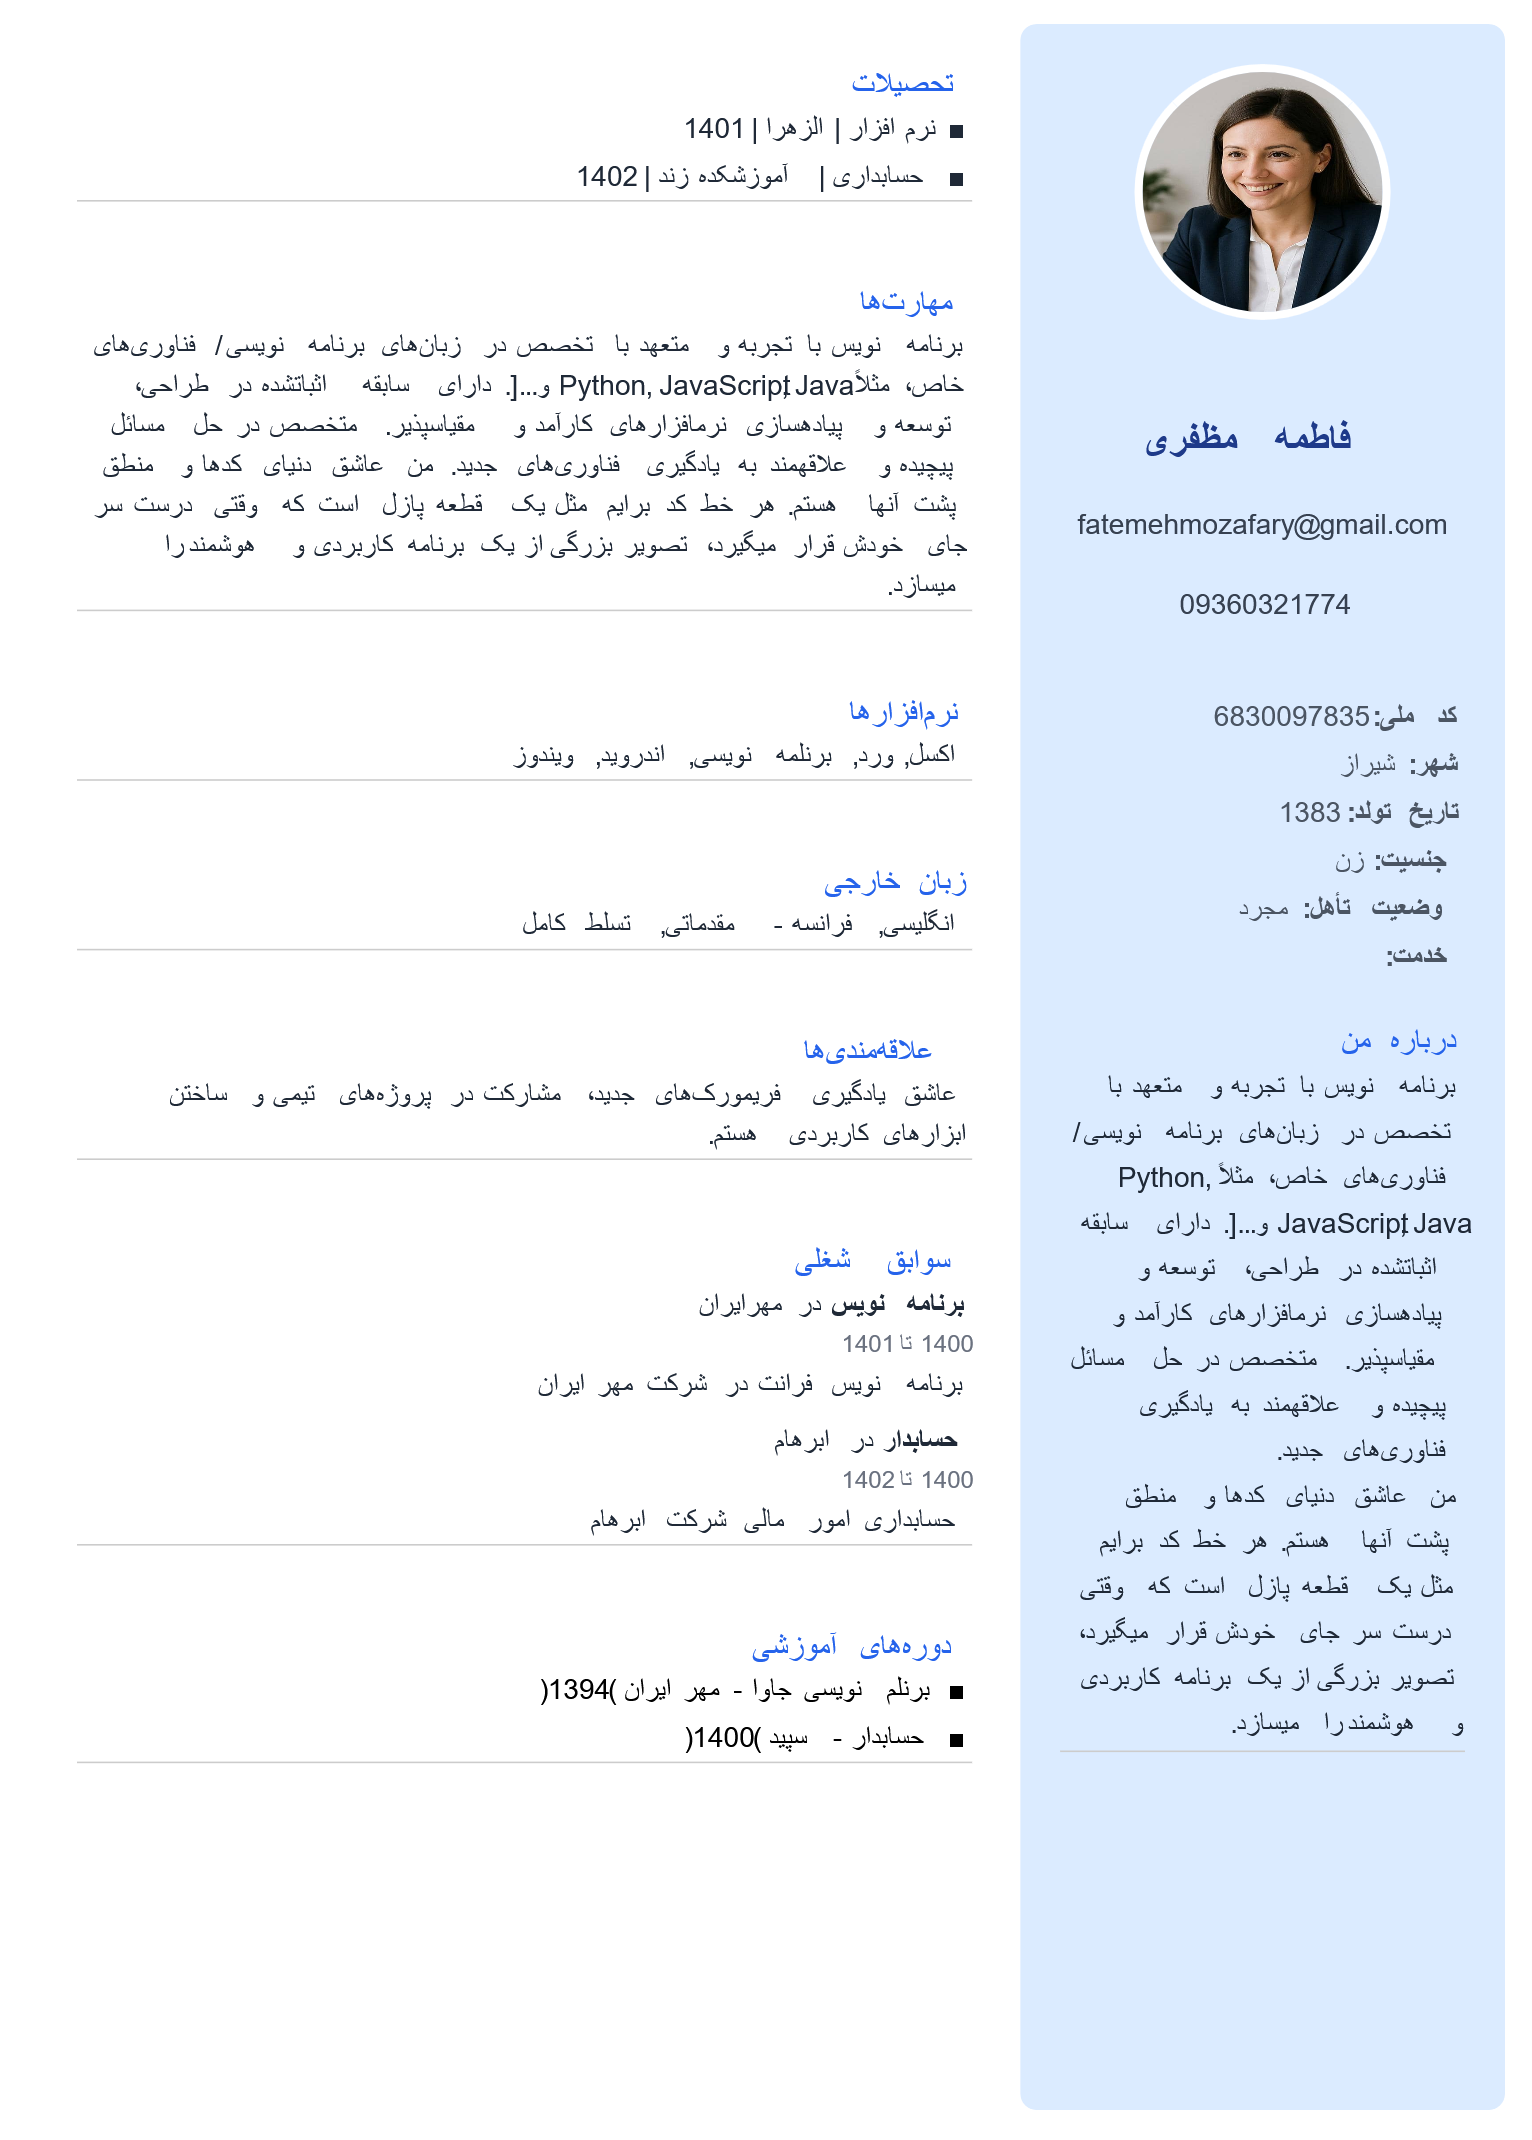 فاطمه مظفری
fatemehmozafary@gmail.com
09360321774
کد ملی: 6830097835
شهر: شیراز
تاریخ تولد: 1383
جنسیت: زن
وضعیت تأهل: مجرد
خدمت:
درباره من
برنامه نویس با تجربه و متعهد با
تخصص در زبان‌های برنامه نویسی/
فناوری‌های خاص، مثلاً Python,
JavaScript, Java و...[. دارای سابقه
اثباتشده در طراحی، توسعه و
پیادهسازی نرمافزارهای کارآمد و
مقیاسپذیر. متخصص در حل مسائل
پیچیده و علاقهمند به یادگیری
فناوری‌های جدید.
من عاشق دنیای کدها و منطق
پشت آنها هستم. هر خط کد برایم
مثل یک قطعه پازل است که وقتی
درست سر جای خودش قرار میگیرد،
تصویر بزرگی از یک برنامه کاربردی
و هوشمند را میسازد.
تحصیلات
■ نرم افزار | الزهرا | 1401
■ حسابداری | آموزشکده زند | 1402
مهارت‌ها
برنامه نویس با تجربه و متعهد با تخصص در زبان‌های برنامه نویسی/ فناوری‌های
خاص، مثلاً Python, JavaScript, Java و...[. دارای سابقه اثباتشده در طراحی،
توسعه و پیادهسازی نرمافزارهای کارآمد و مقیاسپذیر. متخصص در حل مسائل
پیچیده و علاقهمند به یادگیری فناوری‌های جدید. من عاشق دنیای کدها و منطق
پشت آنها هستم. هر خط کد برایم مثل یک قطعه پازل است که وقتی درست سر
جای خودش قرار میگیرد، تصویر بزرگی از یک برنامه کاربردی و هوشمند را
میسازد.
نرم‌افزارها
اکسل, ورد, برنلمه نویسی, اندروید, ویندوز
زبان خارجی
انگلیسی, فرانسه - مقدماتی, تسلط کامل
علاقه‌مندی‌ها
عاشق یادگیری فریمورک‌های جدید، مشارکت در پروژه‌های تیمی و ساختن
ابزارهای کاربردی هستم.
سوابق شغلی
برنامه نویس در مهرایران
1400 تا 1401
برنامه نویس فرانت در شرکت مهر ایران
حسابدار در ابرهام
1400 تا 1402
حسابداری امور مالی شرکت ابرهام
دوره‌های آموزشی
■ برنلم نویسی جاوا - مهر ایران (1394)
■ حسابدار - سپید (1400)